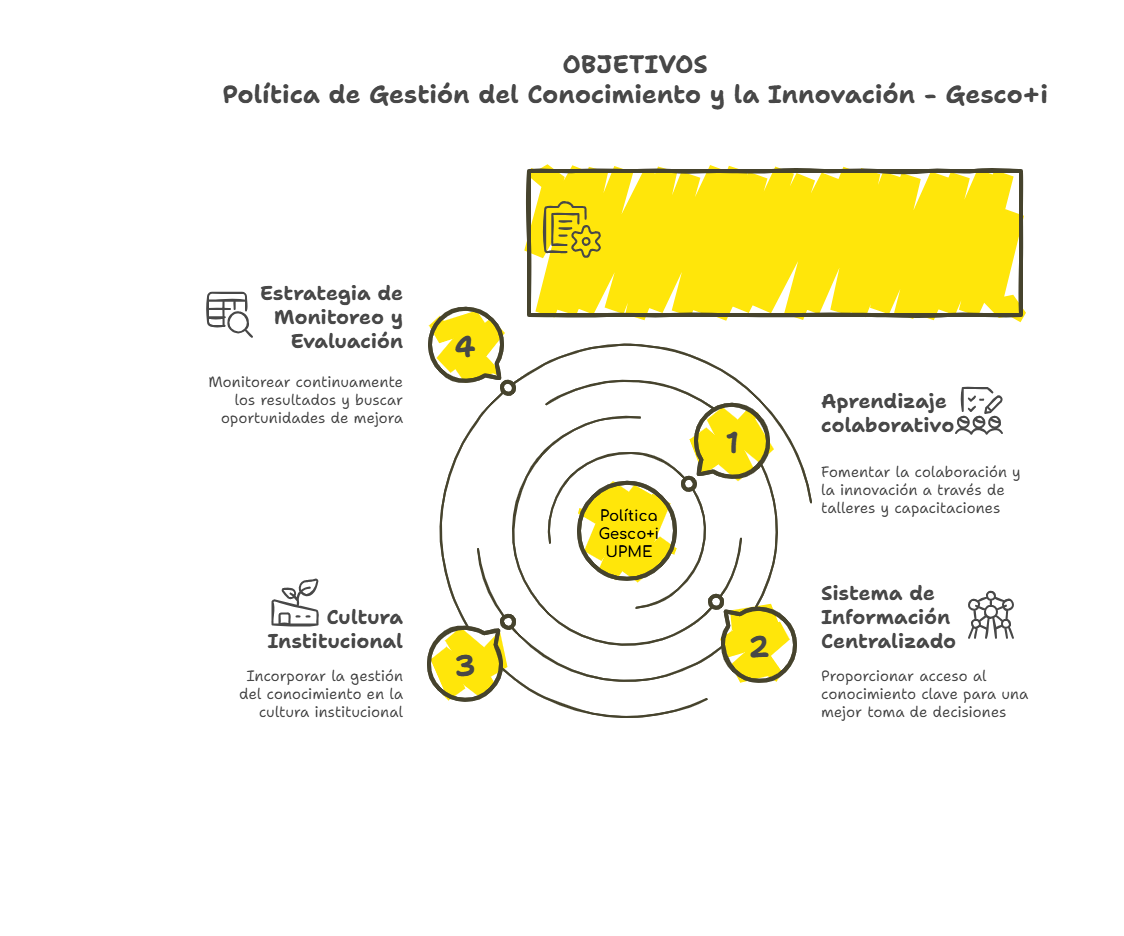 OBJETIVOS
Política de Gestión del Conocimiento y la Innovación - Gesco+i
Estrategia de
Monitoreo y
Evaluación
4
Monitorear continuamente
los resultados y buscar
oportunidades de mejora
1
Aprendizaje
colaborativo
Fomentar la colaboración y
la innovación a través de
talleres y capacitaciones
Política
Gesco+i
UPME
Cultura
Institucional
3
Incorporar la gestión
del conocimiento en la
cultura institucional
2
Sistema de
Información
Centralizado
Proporcionar acceso al
conocimiento clave para una
mejor toma de decisiones